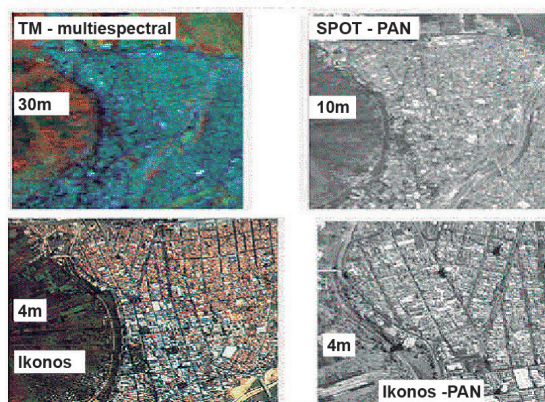 TM - multiespectral
30m
SPOT - PAN
10m
4m
Ikonos
4m
Ikonos -PAN